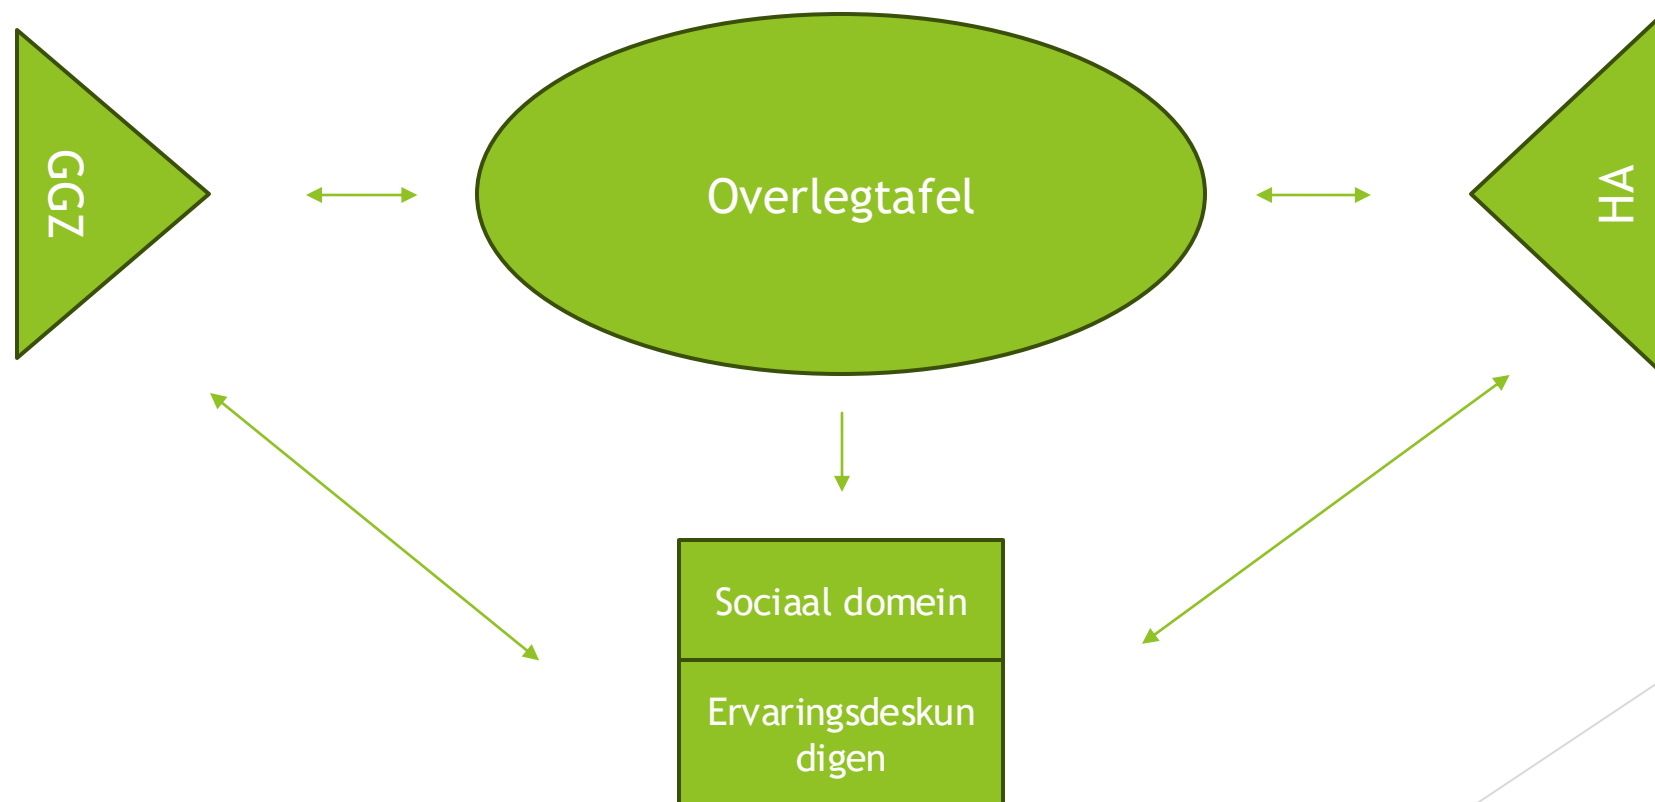 GGZ
Overlegtafel
HA
Sociaal domein
Ervaringsdeskun
digen